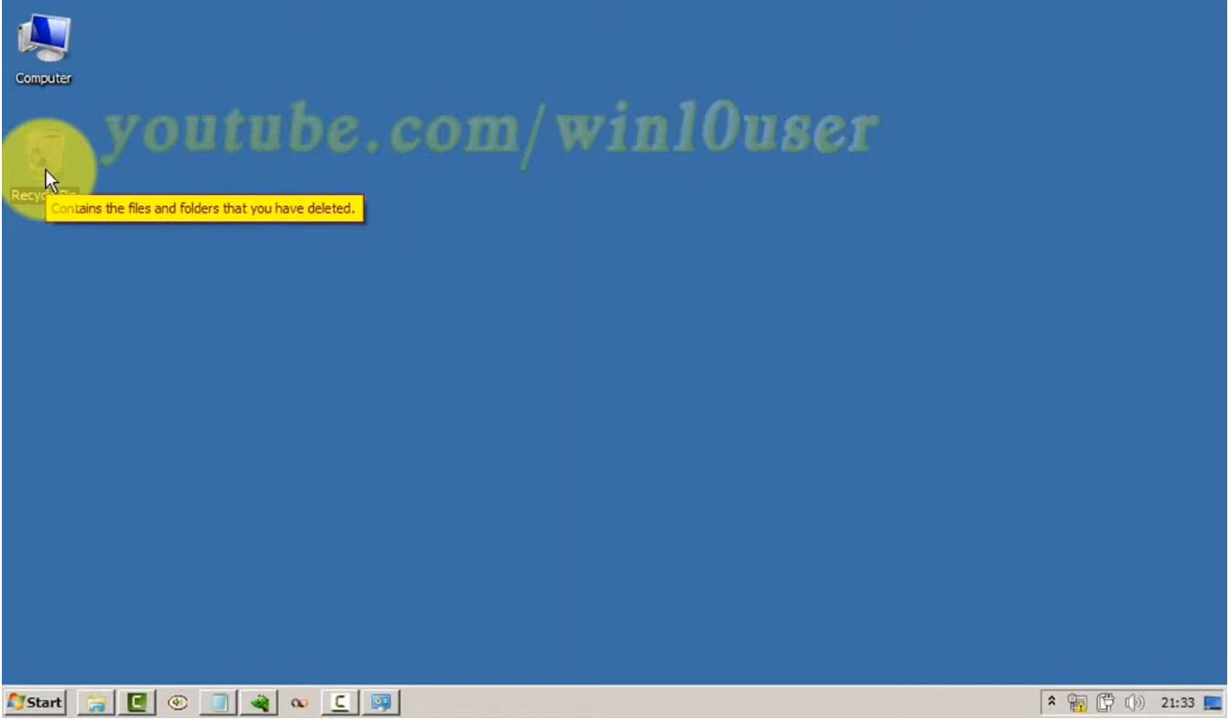 Computer
youtube.com/win10user
Contains the files and folders that you have deleted.
Start
21:33